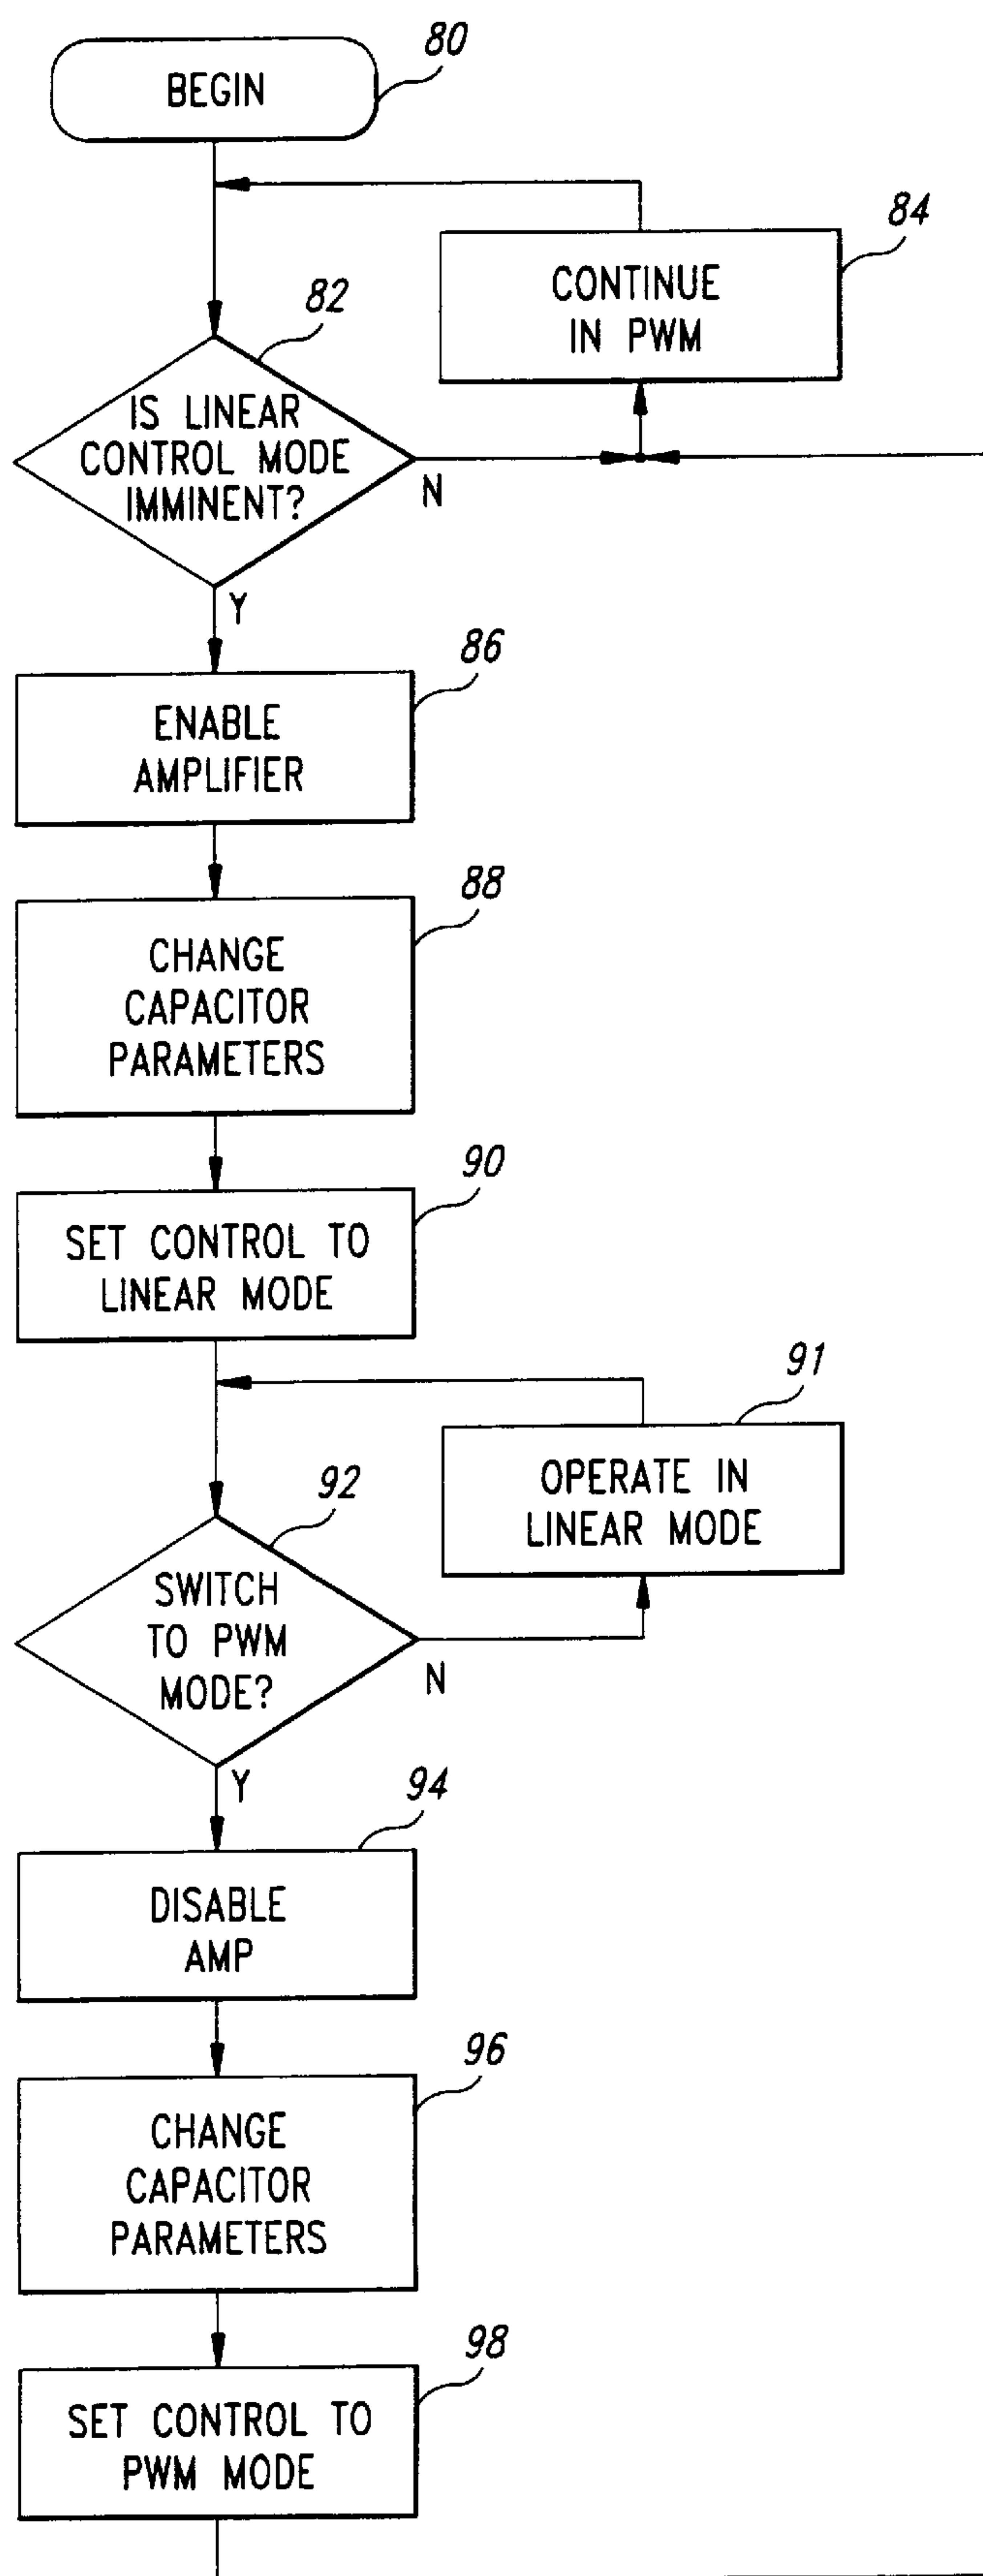 80
BEGIN
84
CONTINUE
IN PWM
82
IS LINEAR
CONTROL MODE
IMMINENT?
N
Y
86
ENABLE
AMPLIFIER
88
CHANGE
CAPACITOR
PARAMETERS
90
SET CONTROL TO
LINEAR MODE
91
OPERATE IN
LINEAR MODE
92
SWITCH
TO PWM
MODE?
N
Y
94
DISABLE
AMP
96
CHANGE
CAPACITOR
PARAMETERS
98
SET CONTROL TO
PWM MODE